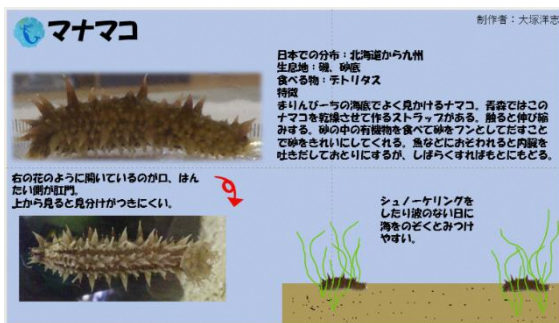 マナマコ
制作者：大塚洋志
日本での分布：北海道から九州
生息地：磯、砂底
食べる物：デトリタス
特徴
まりんびーちの海底でよく見かけるナマコ。青森ではこの
ナマコを乾燥させて作るストラップがある。触ると伸び縮
みする。砂の中の有機物を食べて砂をフンとしてだすこと
で砂をきれいにしてくれる。魚などにおそわれると内臓を
吐きだしておとりにするが、しばらくすればもとにもどる。
右の花のように開いているのが口、はん
たい側が肛門。
上から見ると見分けがつきにくい。
シュノーケリングを
したり波のない日に
海をのぞくとみつけ
やすい。